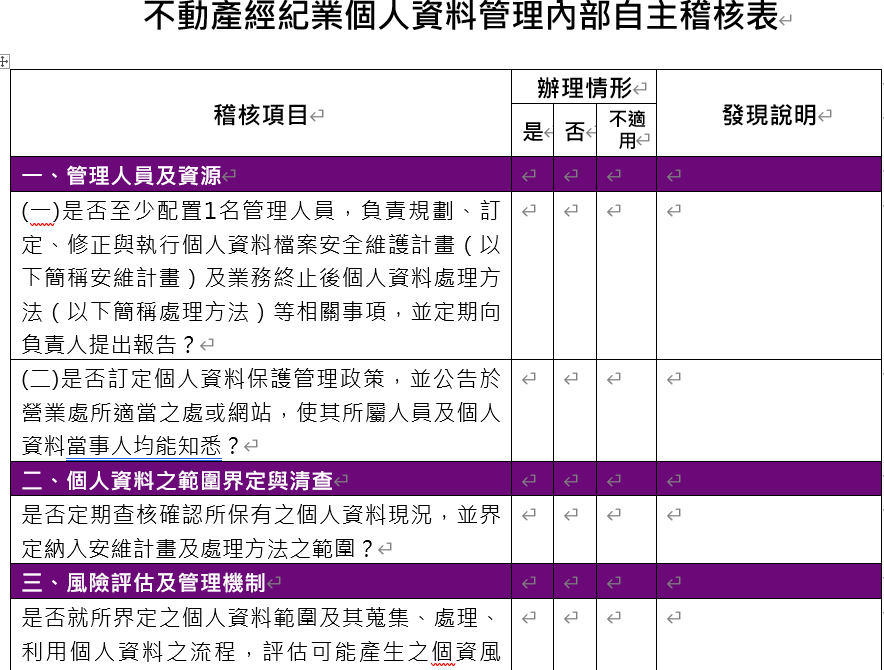 不動產經紀業個人資料管理內部自主稽核表
稽核項目
辦理情形
發現說明
是
否
不適
用
一、管理人員及資源
(一)是否至少配置1名管理人員，負責規劃、訂
定、修正與執行個人資料檔案安全維護計畫（以
下簡稱安維計畫）及業務終止後個人資料處理方
法（以下簡稱處理方法）等相關事項，並定期向
負責人提出報告？
(二)是否訂定個人資料保護管理政策，並公告於
營業處所適當之處或網站，使其所屬人員及個人
資料當事人均能知悉？
二、個人資料之範圍界定與清查
是否定期查核確認所保有之個人資料現況，並界
定納入安維計畫及處理方法之範圍？
三、風險評估及管理機制
是否就所界定之個人資料範圍及其蒐集、處理、
利用個人資料之流程，評估可能產生之個資風